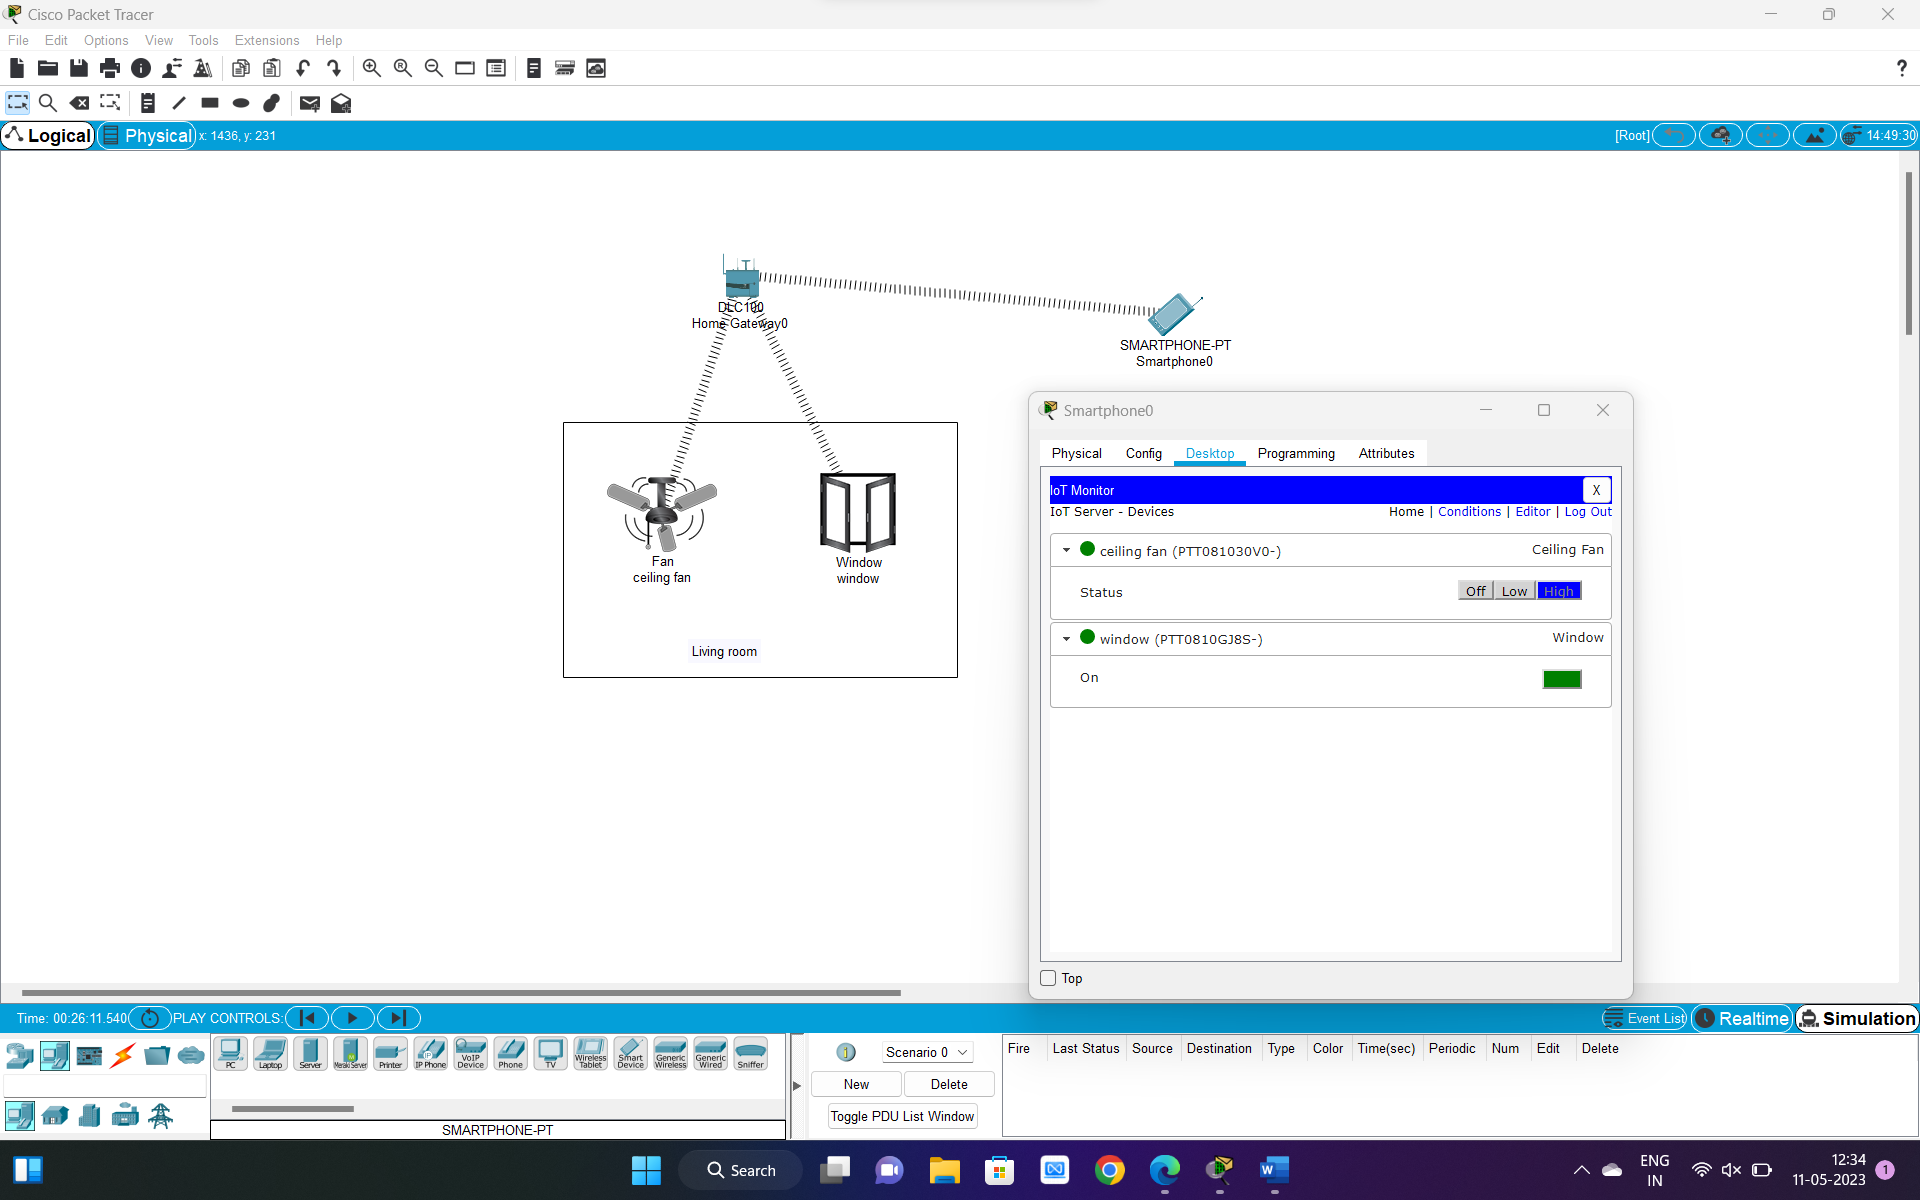 Cisco Packet Tracer
File Edit Options View Tools Extensions Help
?
Logical Physical x: 1436, y: 231 [Root] 14:49:30
DLC100
Home Gateway0
SMARTPHONE-PT
Smartphone0
Fan
ceiling fan
Window
window
Living room
Smartphone0
Physical Config Desktop Programming Attributes
IoT Monitor X
IoT Server - Devices Home | Conditions | Editor | Log Out
ceiling fan (PTT081030V0-) Ceiling Fan
Status Off Low High
window (PTT0810GJ8S-) Window
On
Top
Time: 00:26:11.540 PLAY CONTROLS: Event List Realtime Simulation
PC Laptop Server Meraki Server Printer IP Phone VoIP Device Phone TV Wireless Tablet Smart Device Generic Wireless Generic Wired Sniffer
SMARTPHONE-PT
Scenario 0
New Delete
Toggle PDU List Window
Fire Last Status Source Destination Type Color Time(sec) Periodic Num Edit Delete
Search
ENG
IN
12:34
11-05-2023
1